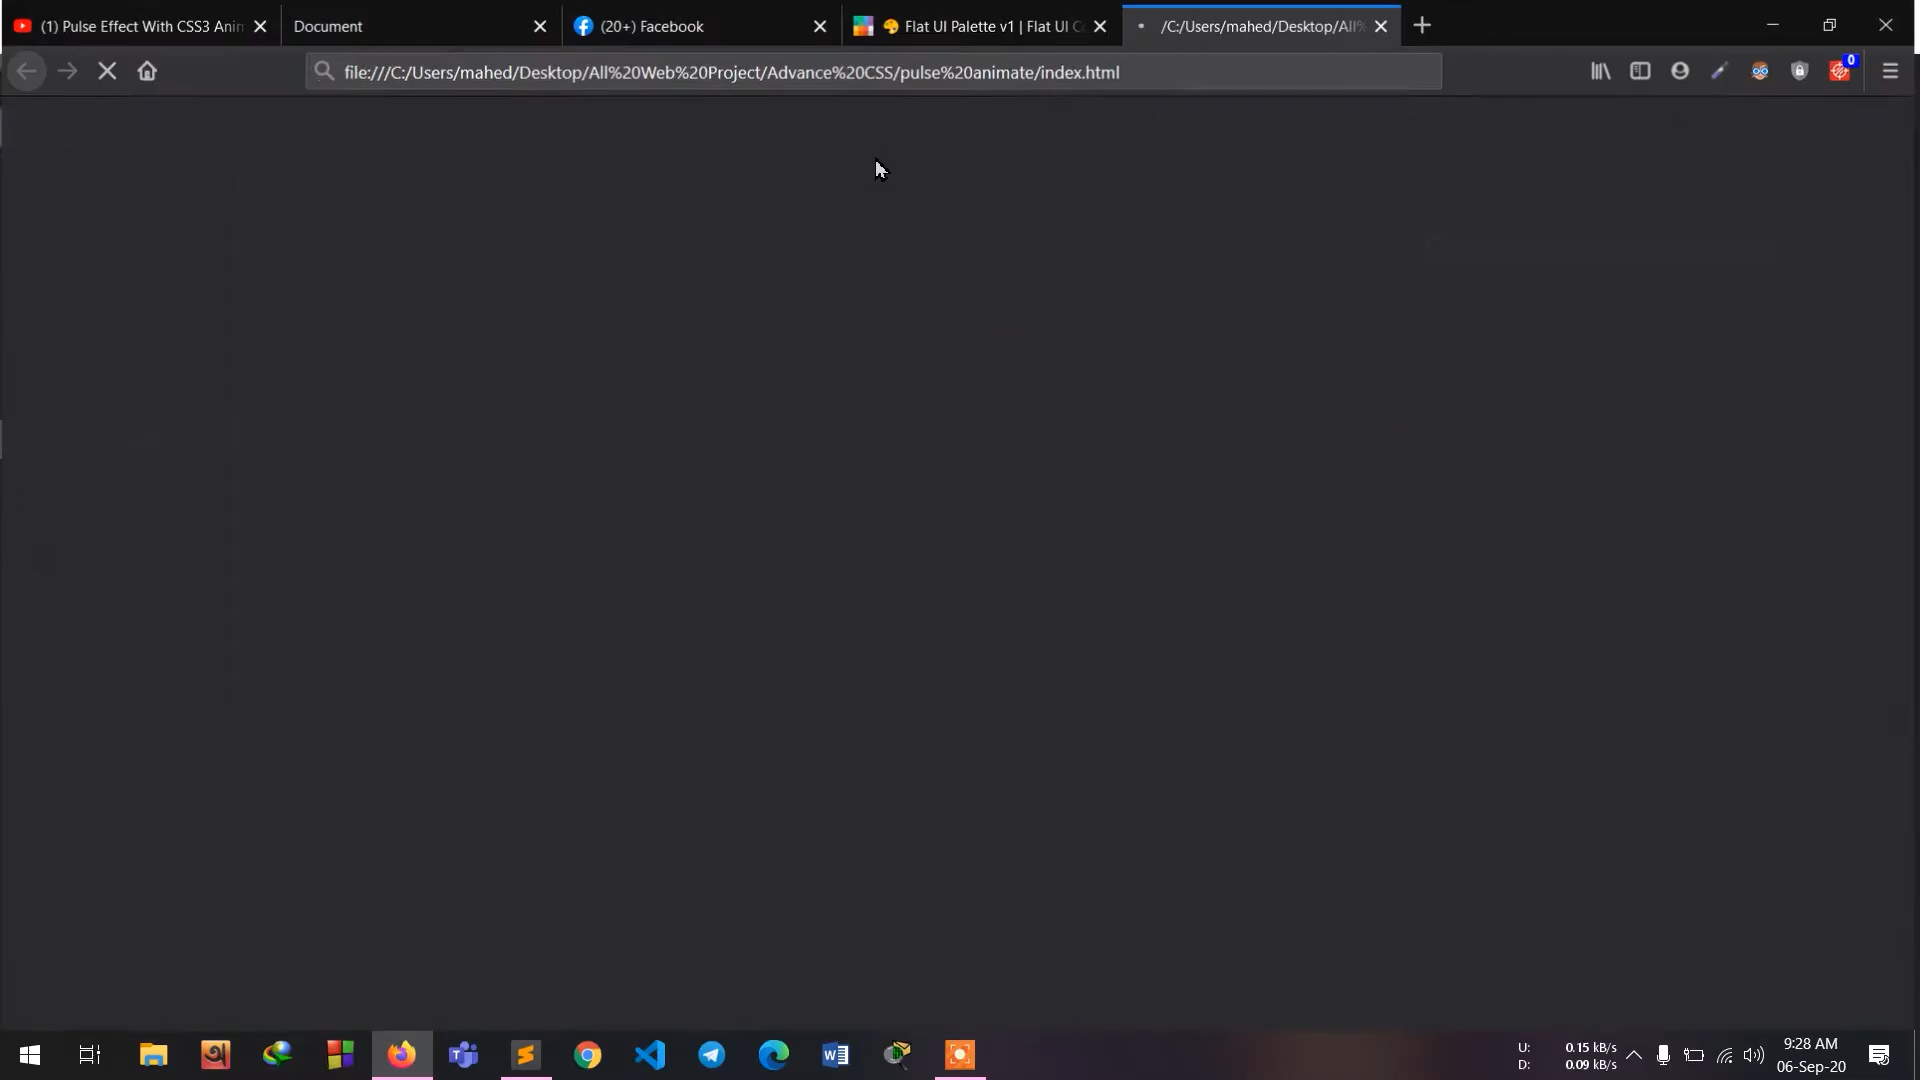 (1) Pulse Effect With CSS3 Anim
Document
(20+) Facebook
Flat UI Palette v1 | Flat UI Co
/C:/Users/mahed/Desktop/All%
file:///C:/Users/mahed/Desktop/All%20Web%20Project/Advance%20CSS/pulse%20animate/index.html
0
U: 0.15 kB/s
D: 0.09 kB/s
9:28 AM
06-Sep-20